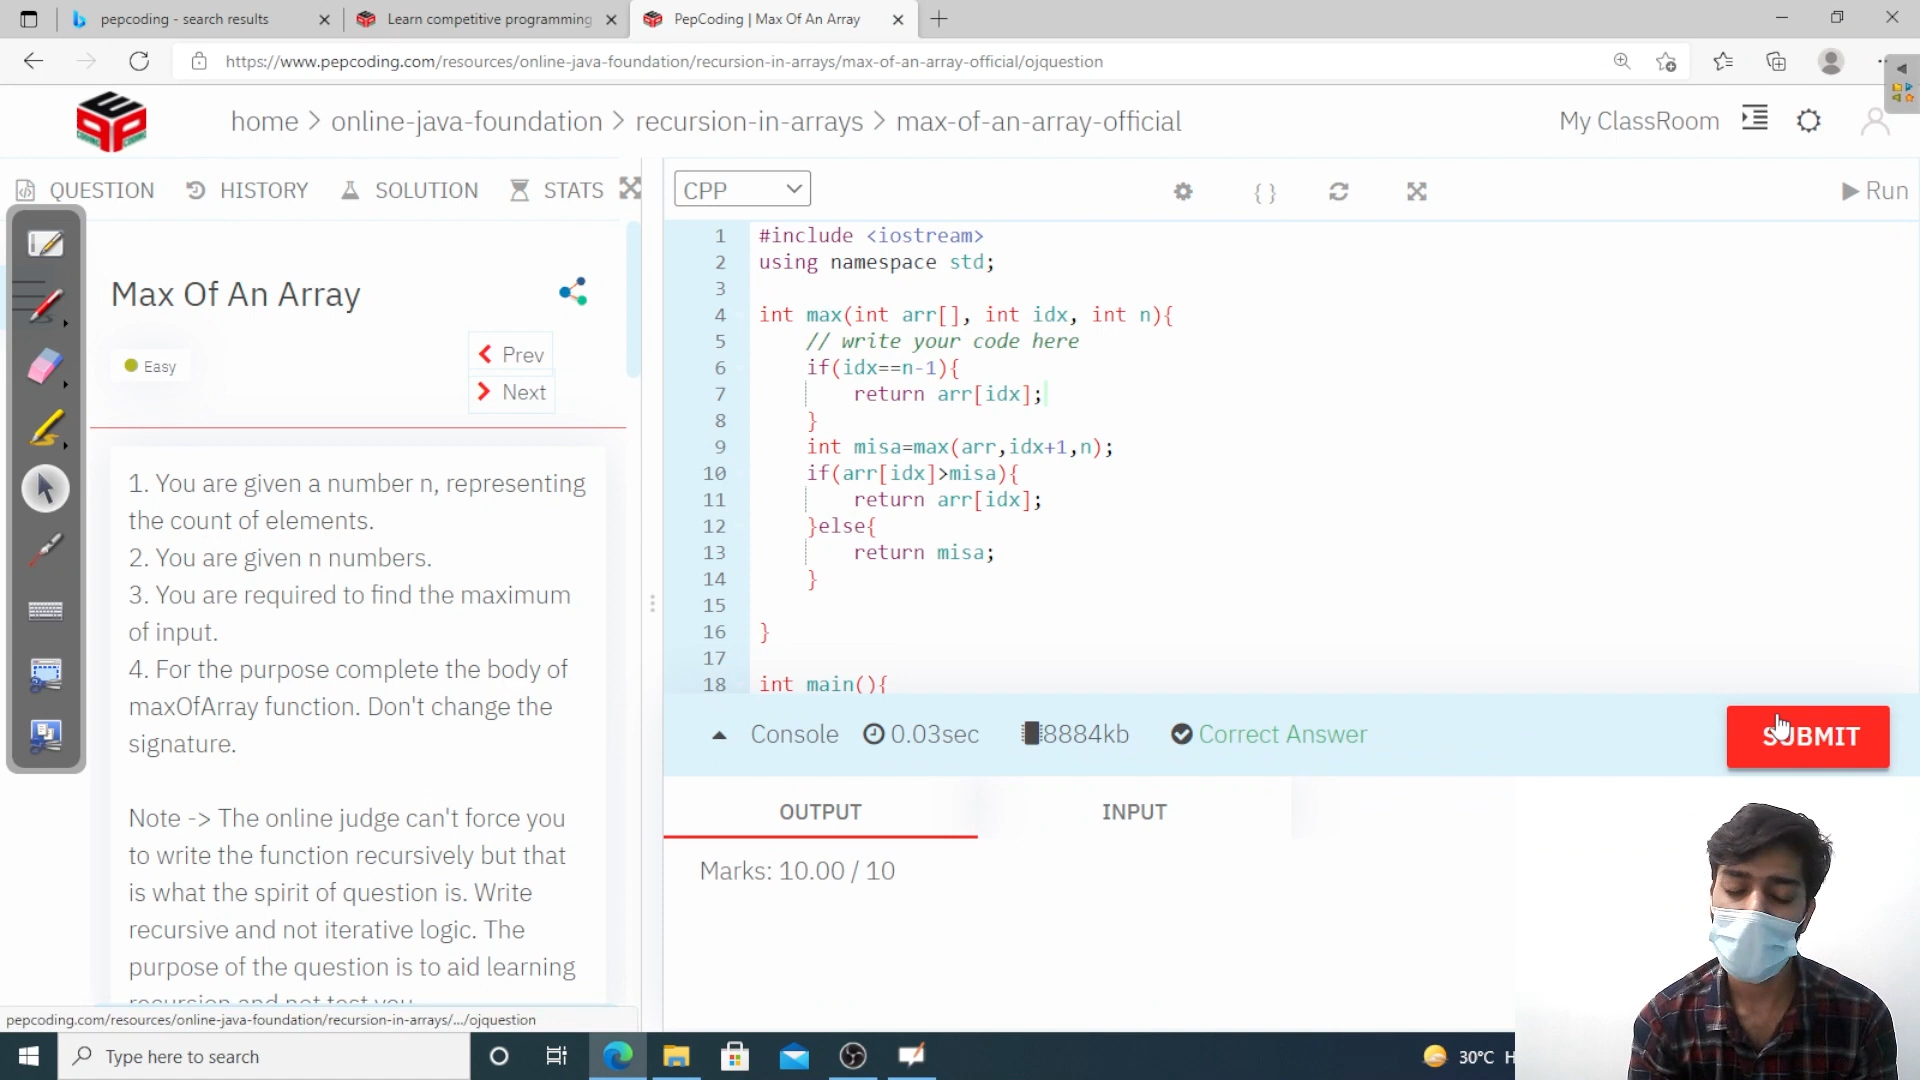 pepcoding - search results
Learn competitive programming
PepCoding | Max Of An Array
https://www.pepcoding.com/resources/online-java-foundation/recursion-in-arrays/max-of-an-array-official/ojquestion
home > online-java-foundation > recursion-in-arrays > max-of-an-array-official
My ClassRoom
QUESTION HISTORY SOLUTION STATS
CPP
{ }
Run
Max Of An Array
Easy
Prev
Next
1. You are given a number n, representing
the count of elements.
2. You are given n numbers.
3. You are required to find the maximum
of input.
4. For the purpose complete the body of
maxOfArray function. Don't change the
signature.
Note -> The online judge can't force you
to write the function recursively but that
is what the spirit of question is. Write
recursive and not iterative logic. The
purpose of the question is to aid learning
recursion and not test you.
1 #include <iostream>
2 using namespace std;
3
4 int max(int arr[], int idx, int n){
5 // write your code here
6 if(idx==n-1){
7 return arr[idx];
8 }
9 int misa=max(arr,idx+1,n);
10 if(arr[idx]>misa){
11 return arr[idx];
12 }else{
13 return misa;
14 }
15
16 }
17
18 int main(){
Console 0.03sec 8884kb Correct Answer
SUBMIT
OUTPUT INPUT
Marks: 10.00 / 10
pepcoding.com/resources/online-java-foundation/recursion-in-arrays/.../ojquestion
Type here to search
30°C H